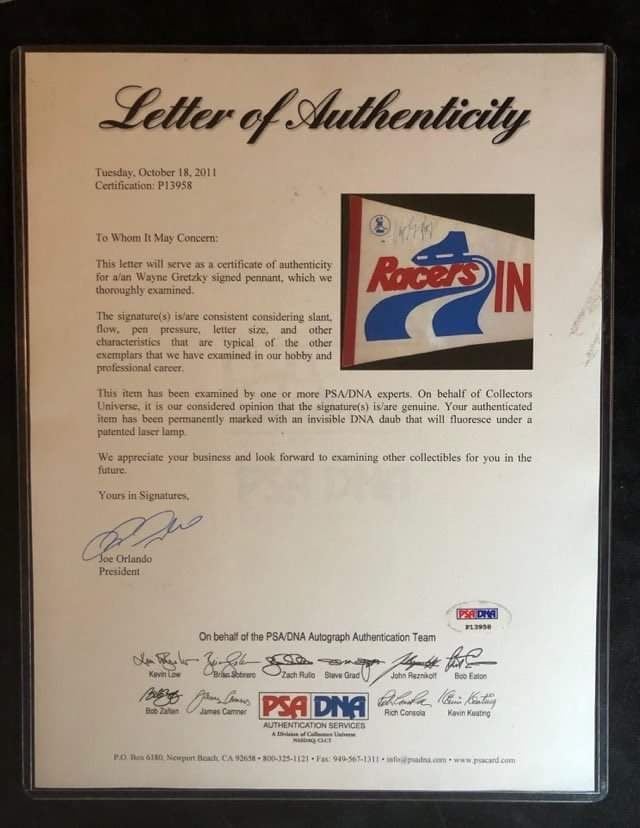 Letter of Authenticity
Tuesday, October 18, 2011
Certification: P13958
To Whom It May Concern:
This letter will serve as a certificate of authenticity
for a/an Wayne Gretzky signed pennant, which we
thoroughly examined.
The signature(s) is/are consistent considering slant,
flow, pen pressure, letter size, and other
characteristics that are typical of the other
exemplars that we have examined in our hobby and
professional career.
Racers IN
This item has been examined by one or more PSA/DNA experts. On behalf of Collectors
Universe, it is our considered opinion that the signature(s) is/are genuine. Your authenticated
item has been permanently marked with an invisible DNA daub that will fluoresce under a
patented laser lamp.
We appreciate your business and look forward to examining other collectibles for you in the
future.
Yours in Signatures,
Joe Orlando
President
PSA DNA
P13958
On behalf of the PSA/DNA Autograph Authentication Team
Kevin Low Brian Sobrero Zach Rullo Steve Grad John Reznikoff Bob Eaton
Bob Zafian James Camner PSA DNA Rich Consola Kevin Keating
AUTHENTICATION SERVICES
A Division of Collectors Universe
NASDAQ: CLCT
P.O. Box 6180, Newport Beach, CA 92658 • 800-325-1121 • Fax: 949-567-1311 • info@psadna.com • www.psacard.com